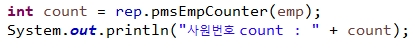 int count = rep.pmsEmpCounter(emp);
System.out.println("사원번호 count : " + count);